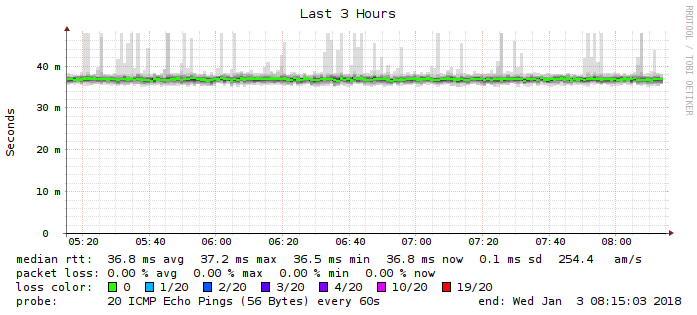 Last 3 Hours
RRDTOOL / TOBI OETIKER
Seconds
40 m
30 m
20 m
10 m
0
05:20 05:40 06:00 06:20 06:40 07:00 07:20 07:40 08:00
median rtt: 36.8 ms avg 37.2 ms max 36.5 ms min 36.8 ms now 0.1 ms sd 254.4 am/s
packet loss: 0.00 % avg 0.00 % max 0.00 % min 0.00 % now
loss color: 0 1/20 2/20 3/20 4/20 10/20 19/20
probe: 20 ICMP Echo Pings (56 Bytes) every 60s end: Wed Jan 3 08:15:03 2018